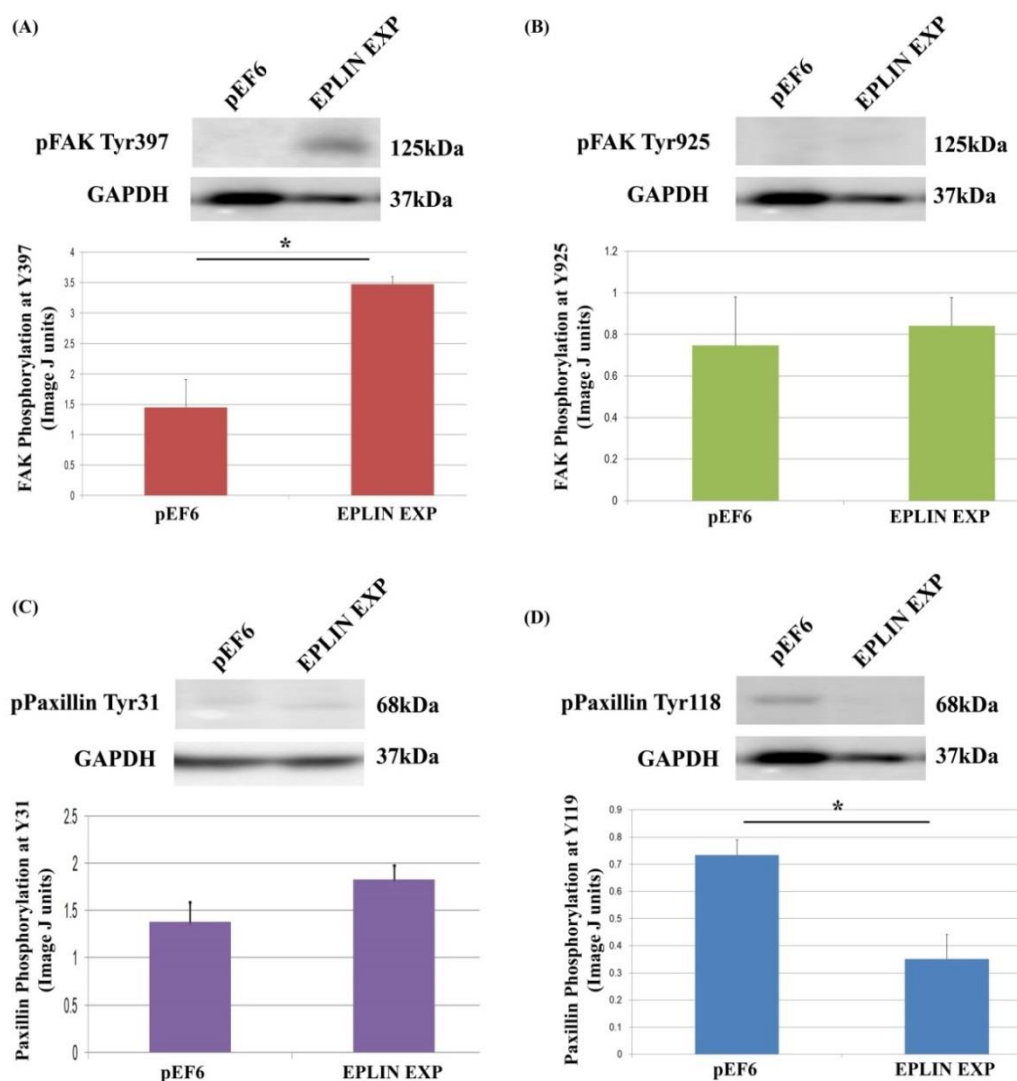 (A)
pEF6
EPLIN EXP
pFAK Tyr397
125kDa
GAPDH
37kDa
*
FAK Phosphorylation at Y397
(Image J units)
4
3.5
3
2.5
2
1.5
1
0.5
0
pEF6
EPLIN EXP
(B)
pEF6
EPLIN EXP
pFAK Tyr925
125kDa
GAPDH
37kDa
FAK Phosphorylation at Y925
(Image J units)
1.2
1
0.8
0.6
0.4
0.2
0
pEF6
EPLIN EXP
(C)
pEF6
EPLIN EXP
pPaxillin Tyr31
68kDa
GAPDH
37kDa
Paxillin Phosphorylation at Y31
(Image J units)
2.5
2
1.5
1
0.5
0
pEF6
EPLIN EXP
(D)
pEF6
EPLIN EXP
pPaxillin Tyr118
68kDa
GAPDH
37kDa
*
Paxillin Phosphorylation at Y119
(Image J units)
0.9
0.8
0.7
0.6
0.5
0.4
0.3
0.2
0.1
0
pEF6
EPLIN EXP